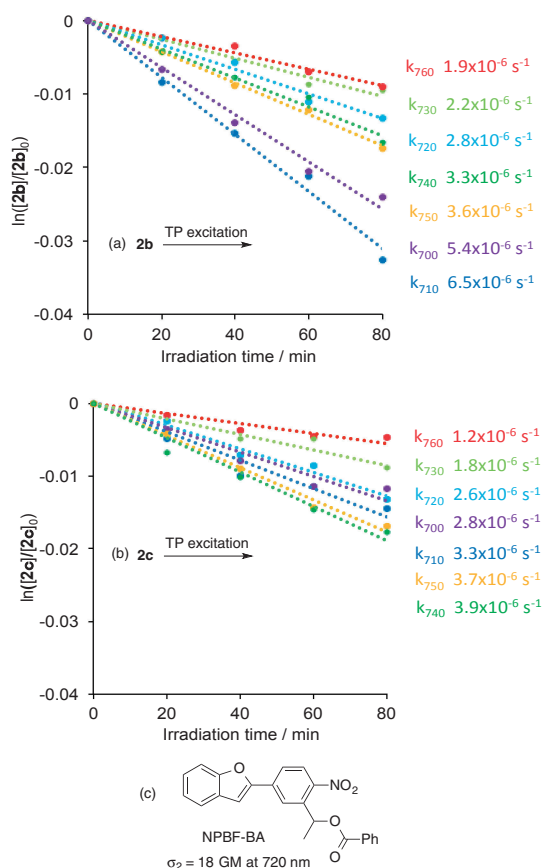 0
-0.01
-0.02
-0.03
-0.04
ln([2b]/[2b]₀)
(a) 2b TP excitation
0 20 40 60 80
Irradiation time / min
k₇₆₀ 1.9x10⁻⁶ s⁻¹
k₇₃₀ 2.2x10⁻⁶ s⁻¹
k₇₂₀ 2.8x10⁻⁶ s⁻¹
k₇₄₀ 3.3x10⁻⁶ s⁻¹
k₇₅₀ 3.6x10⁻⁶ s⁻¹
k₇₀₀ 5.4x10⁻⁶ s⁻¹
k₇₁₀ 6.5x10⁻⁶ s⁻¹
0
-0.01
-0.02
-0.03
-0.04
ln([2c]/[2c]₀)
(b) 2c TP excitation
0 20 40 60 80
Irradiation time / min
k₇₆₀ 1.2x10⁻⁶ s⁻¹
k₇₃₀ 1.8x10⁻⁶ s⁻¹
k₇₂₀ 2.6x10⁻⁶ s⁻¹
k₇₀₀ 2.8x10⁻⁶ s⁻¹
k₇₁₀ 3.3x10⁻⁶ s⁻¹
k₇₅₀ 3.7x10⁻⁶ s⁻¹
k₇₄₀ 3.9x10⁻⁶ s⁻¹
(c)
O
NO₂
O
Ph
O
NPBF-BA
σ₂ = 18 GM at 720 nm